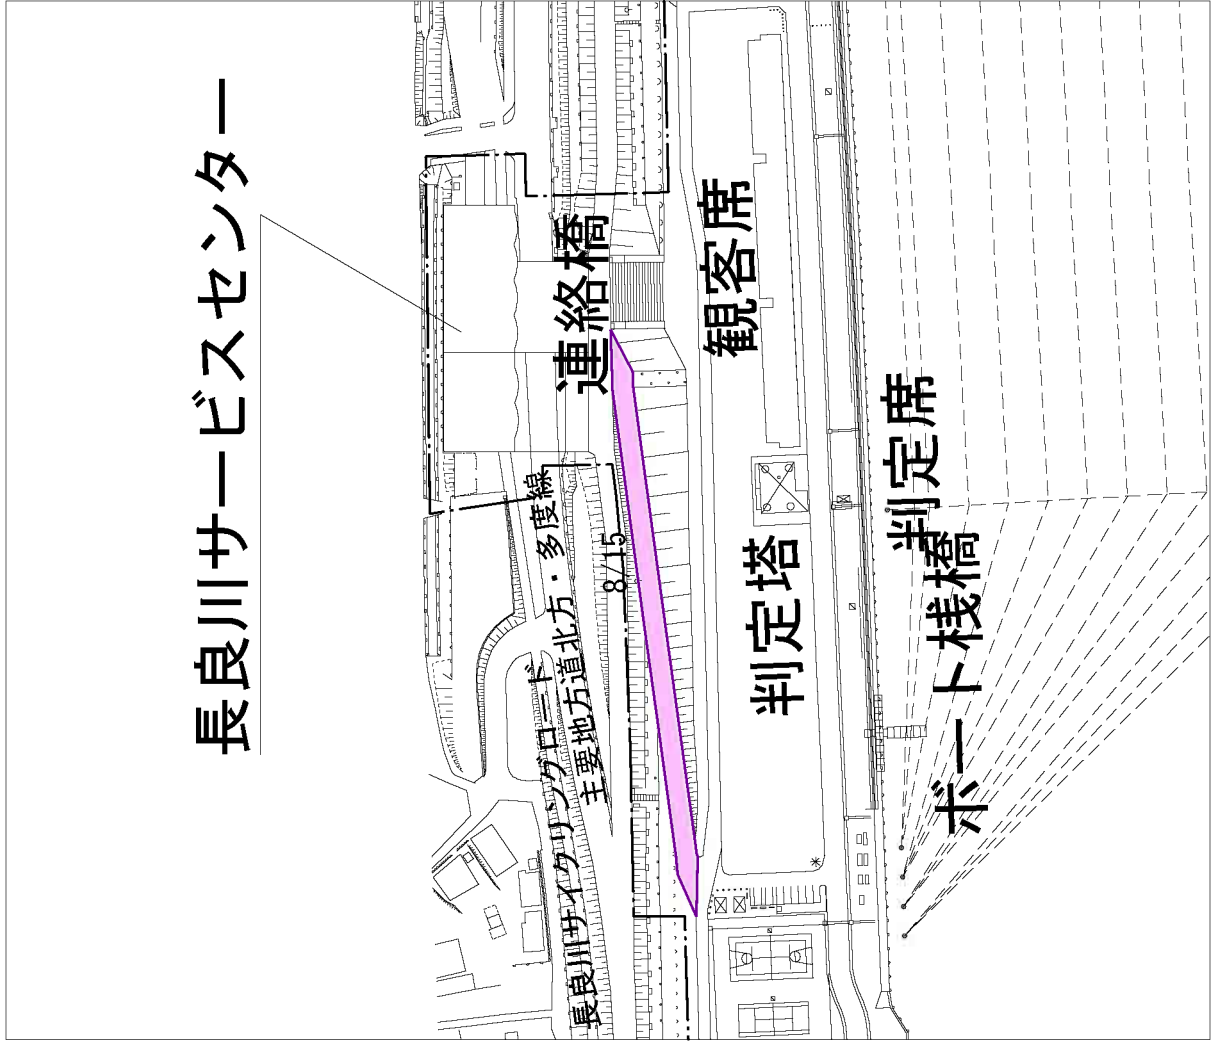 長良川サービスセンター
長良川サイクリングロード
主要地方道北方・多度線
8/15
連絡橋
観客席
判定塔
判定席
ボート桟橋